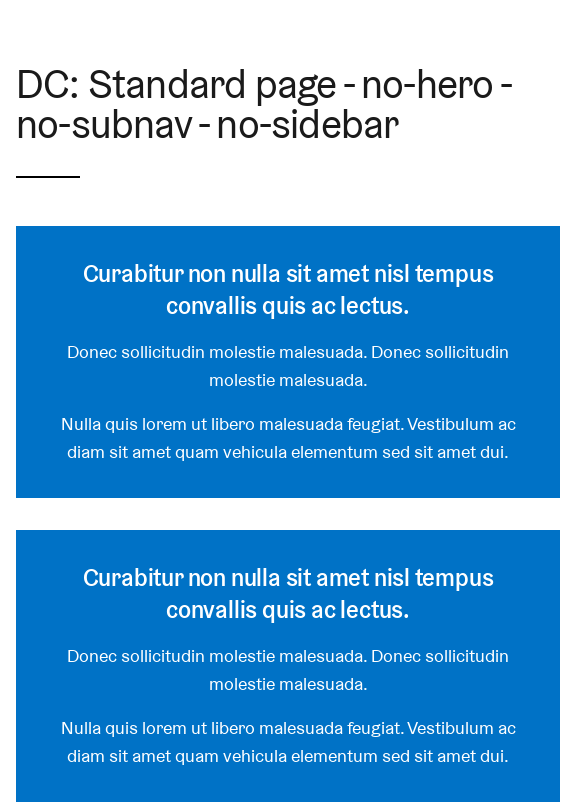 DC: Standard page - no-hero -
no-subnav - no-sidebar
Curabitur non nulla sit amet nisl tempus
convallis quis ac lectus.
Donec sollicitudin molestie malesuada. Donec sollicitudin
molestie malesuada.
Nulla quis lorem ut libero malesuada feugiat. Vestibulum ac
diam sit amet quam vehicula elementum sed sit amet dui.
Curabitur non nulla sit amet nisl tempus
convallis quis ac lectus.
Donec sollicitudin molestie malesuada. Donec sollicitudin
molestie malesuada.
Nulla quis lorem ut libero malesuada feugiat. Vestibulum ac
diam sit amet quam vehicula elementum sed sit amet dui.